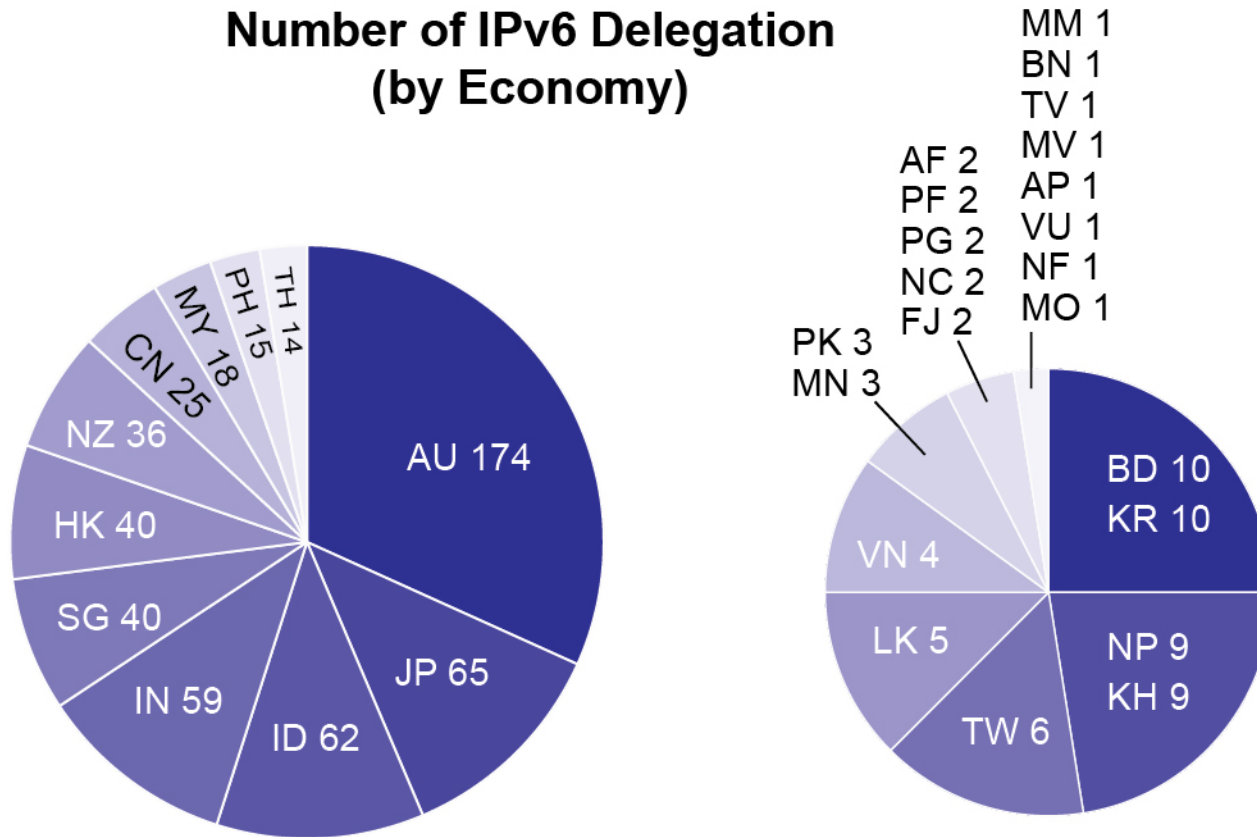 Number of IPv6 Delegation
(by Economy)
AU 174
JP 65
ID 62
IN 59
SG 40
HK 40
NZ 36
CN 25
MY 18
PH 15
TH 14
BD 10
KR 10
NP 9
KH 9
TW 6
LK 5
VN 4
PK 3
MN 3
AF 2
PF 2
PG 2
NC 2
FJ 2
MM 1
BN 1
TV 1
MV 1
AP 1
VU 1
NF 1
MO 1